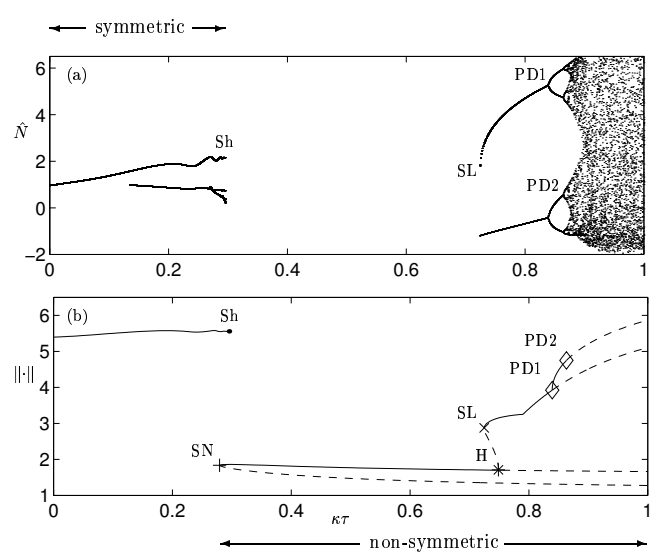 symmetric
(a)
6
4
2
0
−2
N̂
Sh
SL
PD1
PD2
0
0.2
0.4
0.6
0.8
1
(b)
6
5
4
3
2
1
‖·‖
Sh
SN
SL
H
PD1
PD2
0
0.2
0.4
0.6
0.8
1
κτ
non-symmetric